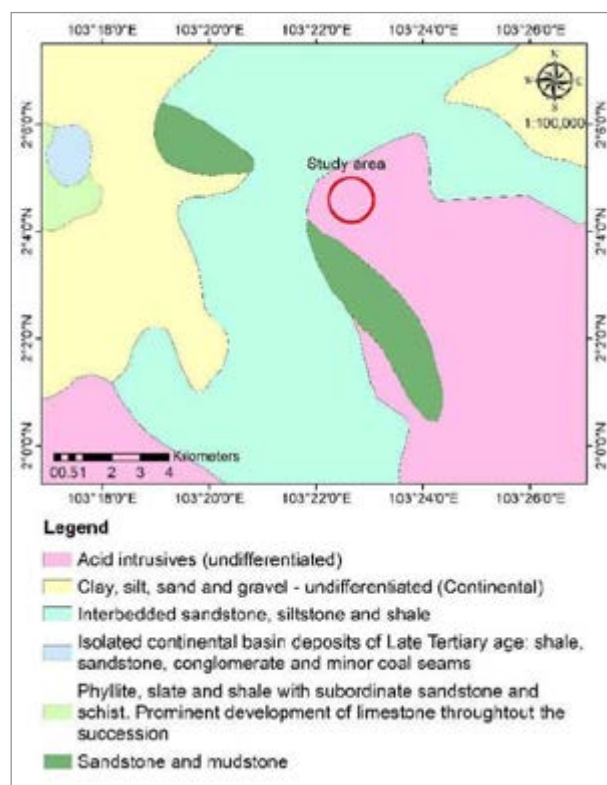 103°18'0"E 103°20'0"E 103°22'0"E 103°24'0"E 103°26'0"E
N
W E
S
1:100,000
2°6'0"N 2°6'0"N
Study area
2°4'0"N 2°4'0"N
2°2'0"N 2°2'0"N
2°0'0"N 2°0'0"N
Kilometers
00.51 2 3 4
103°18'0"E 103°20'0"E 103°22'0"E 103°24'0"E 103°26'0"E
Legend
Acid intrusives (undifferentiated)
Clay, silt, sand and gravel - undifferentiated (Continental)
Interbedded sandstone, siltstone and shale
Isolated continental basin deposits of Late Tertiary age: shale,
sandstone, conglomerate and minor coal seams
Phyllite, slate and shale with subordinate sandstone and
schist. Prominent development of limestone throughtout the
succession
Sandstone and mudstone